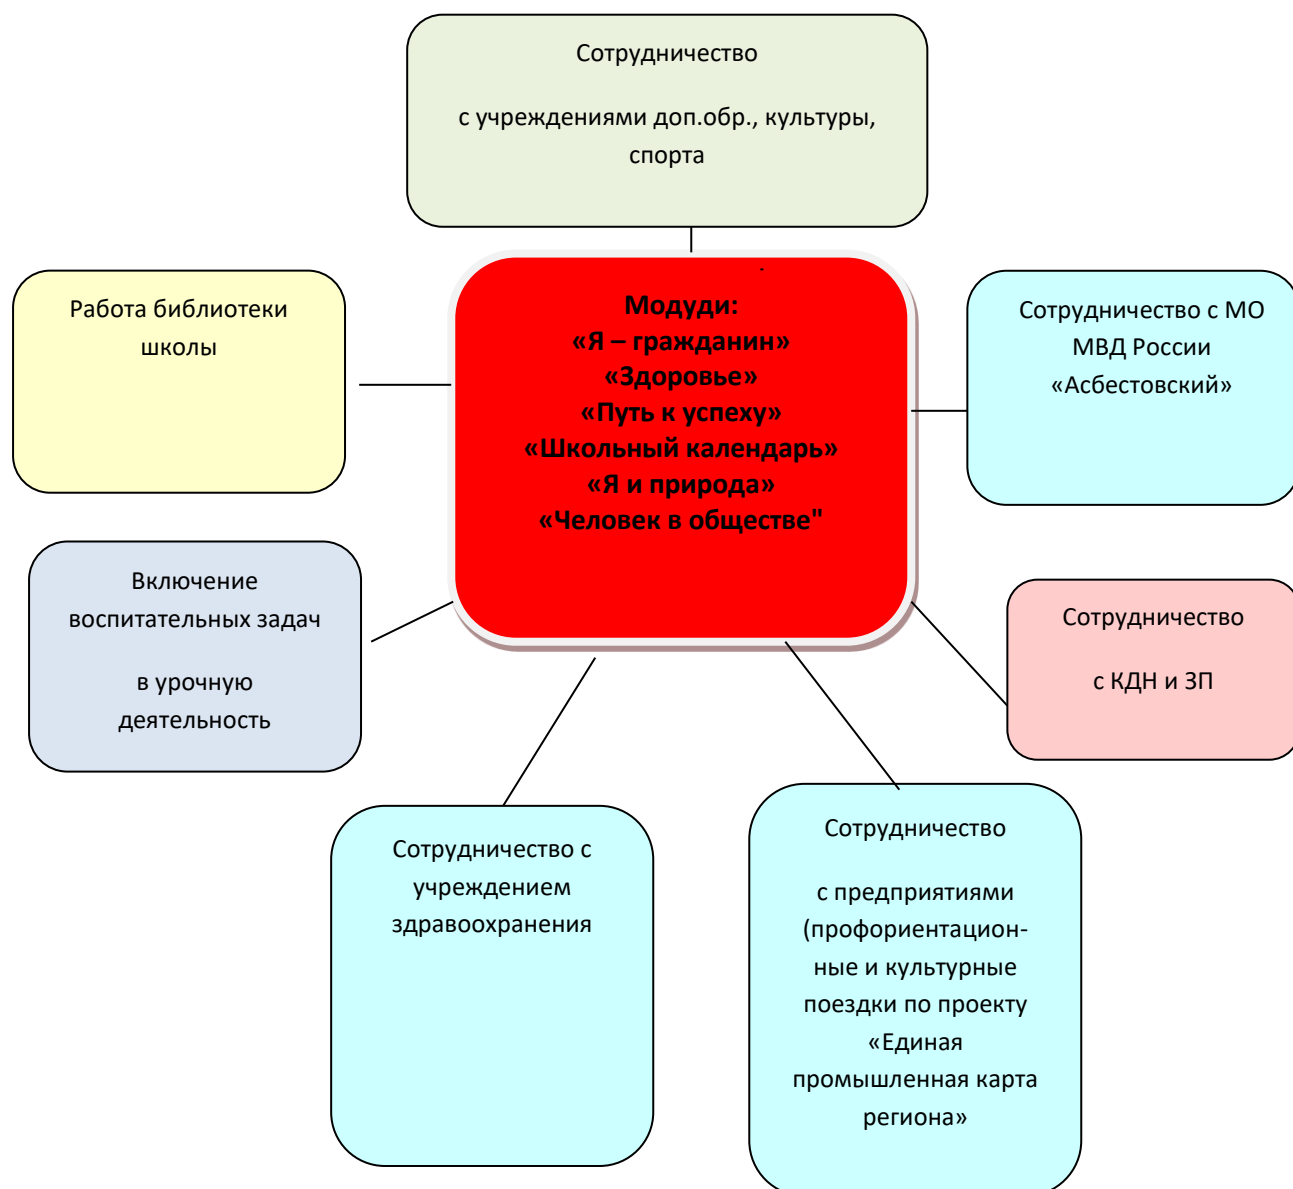 Сотрудничество
с учреждениями доп.обр., культуры,
спорта
Работа библиотеки
школы
Модуди:
«Я – гражданин»
«Здоровье»
«Путь к успеху»
«Школьный календарь»
«Я и природа»
«Человек в обществе"
Сотрудничество с МО
МВД России
«Асбестовский»
Включение
воспитательных задач
в урочную
деятельность
Сотрудничество
с КДН и ЗП
Сотрудничество с
учреждением
здравоохранения
Сотрудничество
с предприятиями
(профориентацион-
ные и культурные
поездки по проекту
«Единая
промышленная карта
региона»